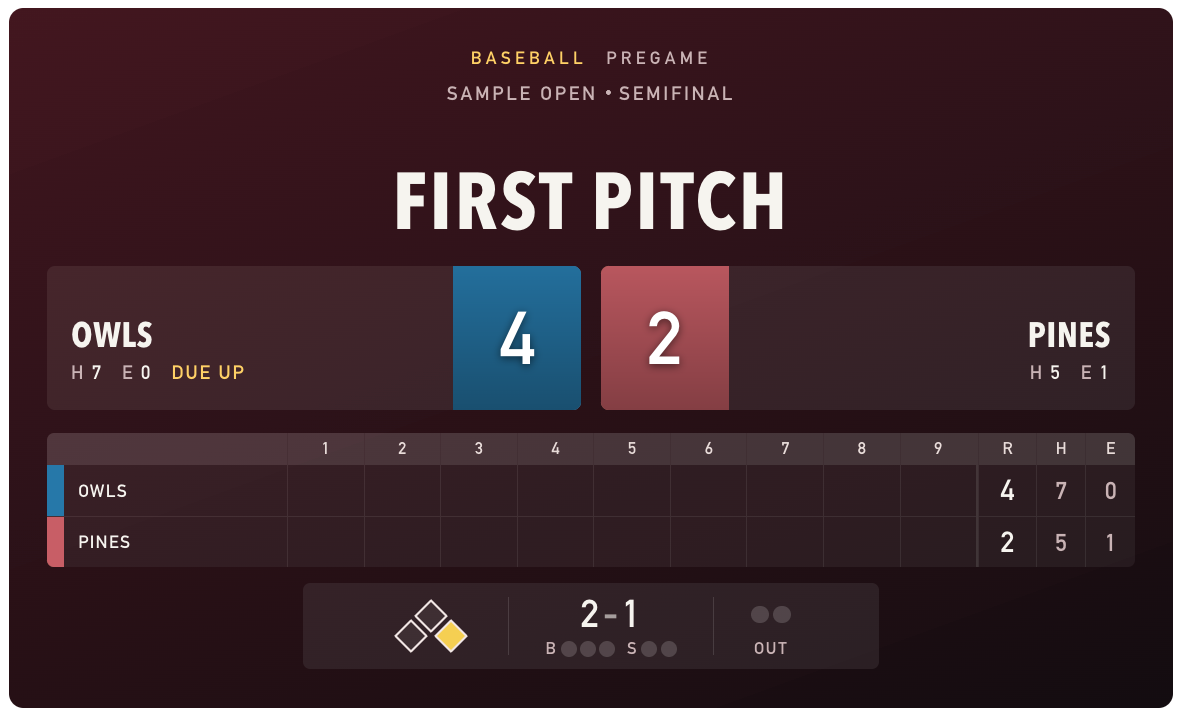 BASEBALL PREGAME
SAMPLE OPEN • SEMIFINAL
FIRST PITCH
OWLS
H 7 E 0 DUE UP
4
2
PINES
H 5 E 1
1 2 3 4 5 6 7 8 9 R H E
OWLS 4 7 0
PINES 2 5 1
2-1
B S
OUT